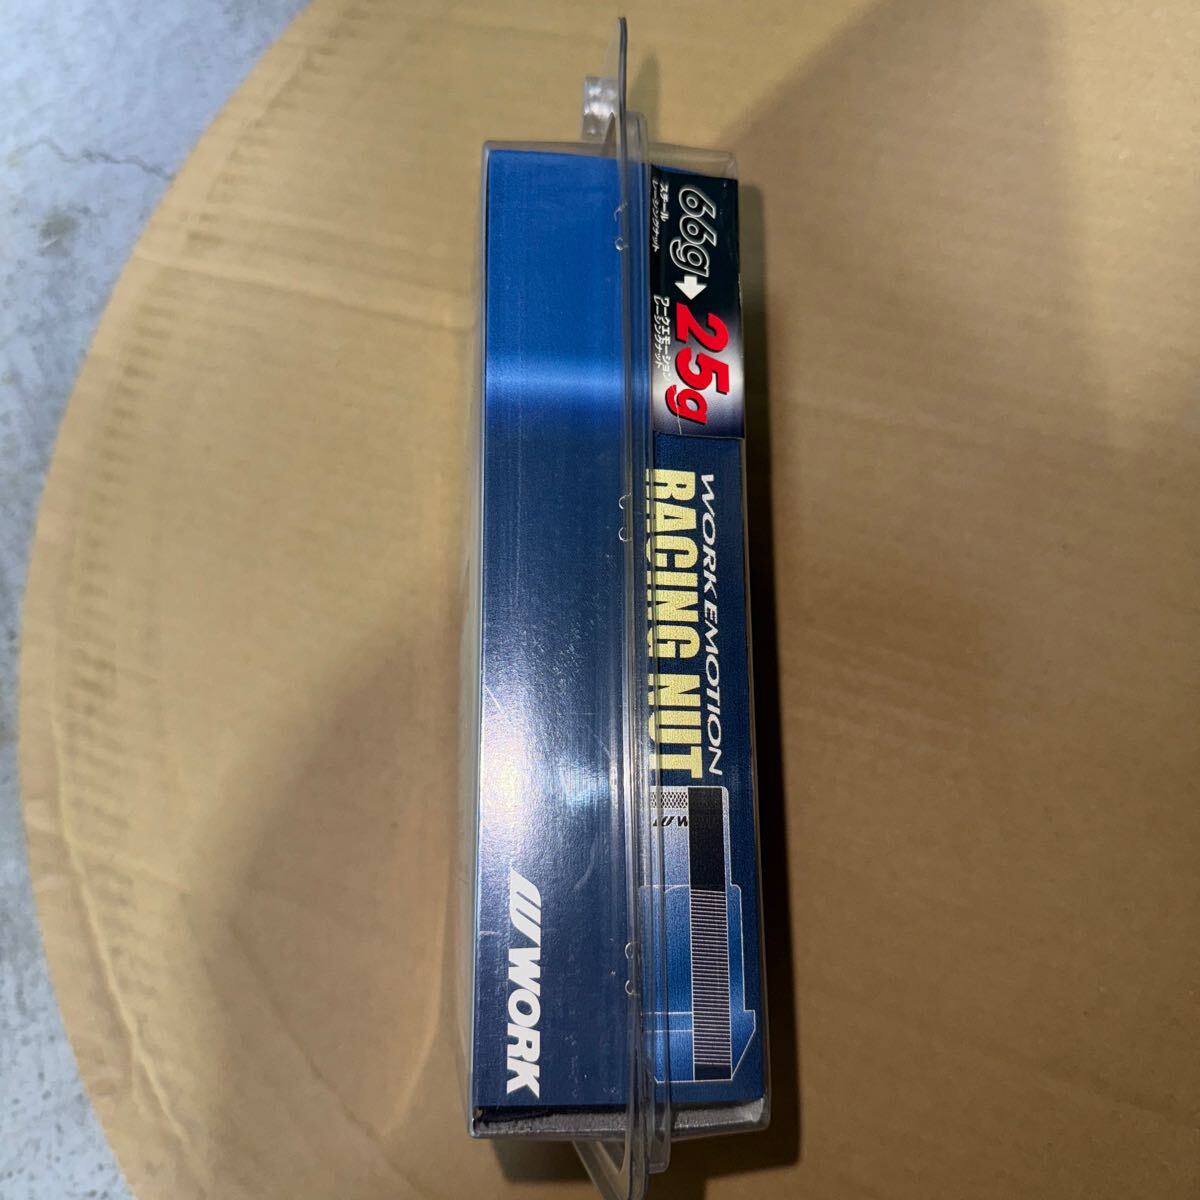 66g→25g
スチール
レーシングナット
ワークエモーション
レーシングナット
WORK EMOTION
RACING NUT
WORK
WORK